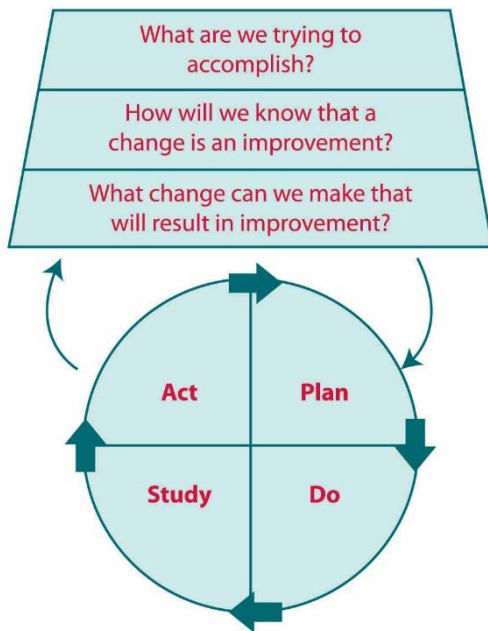 What are we trying to
accomplish?
How will we know that a
change is an improvement?
What change can we make that
will result in improvement?
Act
Plan
Study
Do